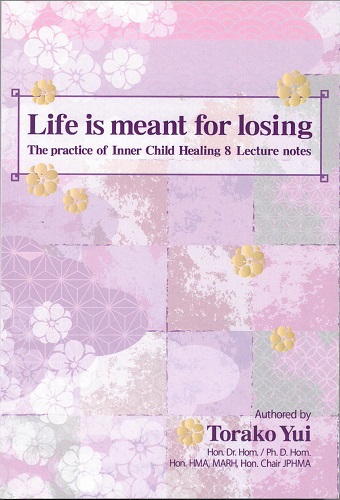 Life is meant for losing
The practice of Inner Child Healing 8 Lecture notes
Authored by
Torako Yui
Hon. Dr. Hom. / Ph. D. Hom.
Hon. HMA, MARH, Hon. Chair JPHMA